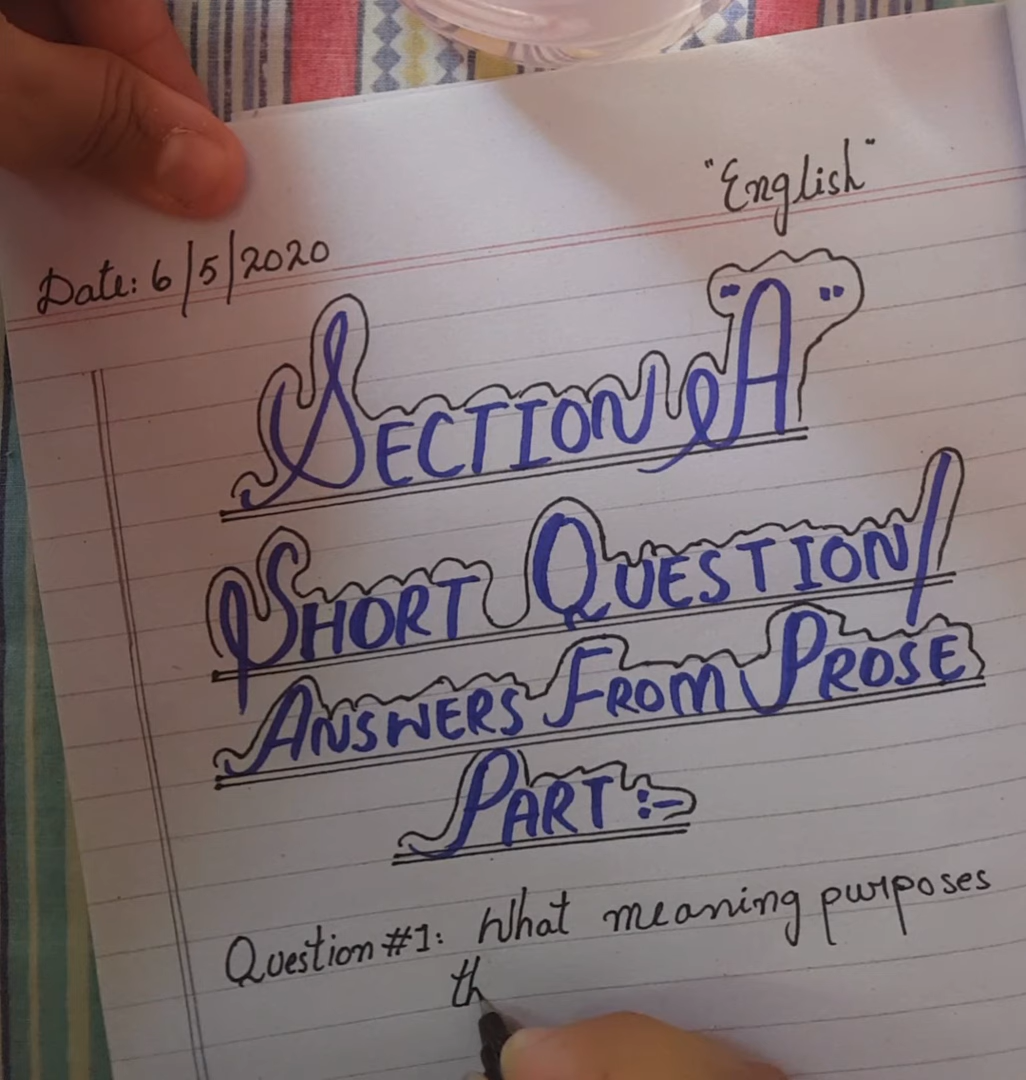 "English"
Date: 6/5/2020
SECTION "A"
SHORT QUESTION/
ANSWERS FROM PROSE
PART :-
Question #1: What meaning purposes
th